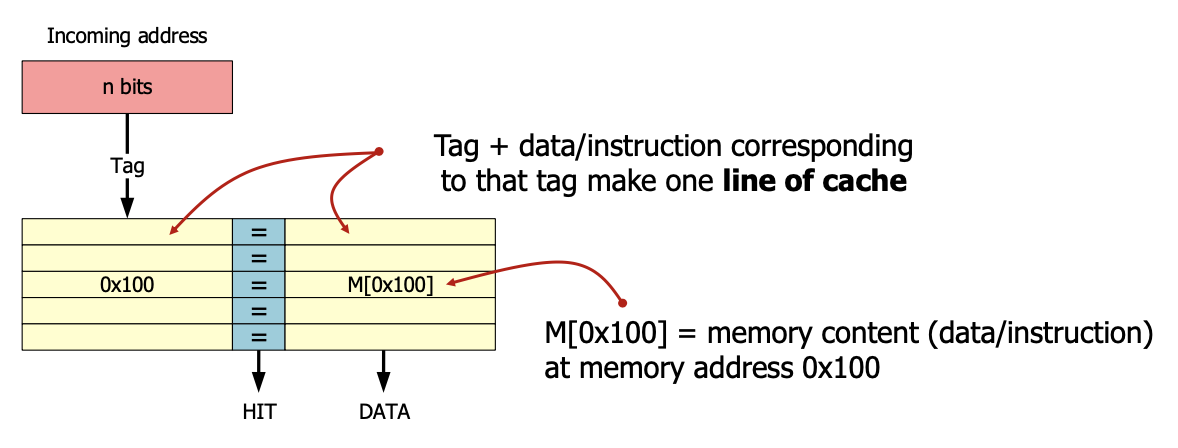 Incoming address
n bits
Tag
Tag + data/instruction corresponding
to that tag make one line of cache
=
=
0x100 = M[0x100]
=
=
M[0x100] = memory content (data/instruction)
at memory address 0x100
HIT DATA